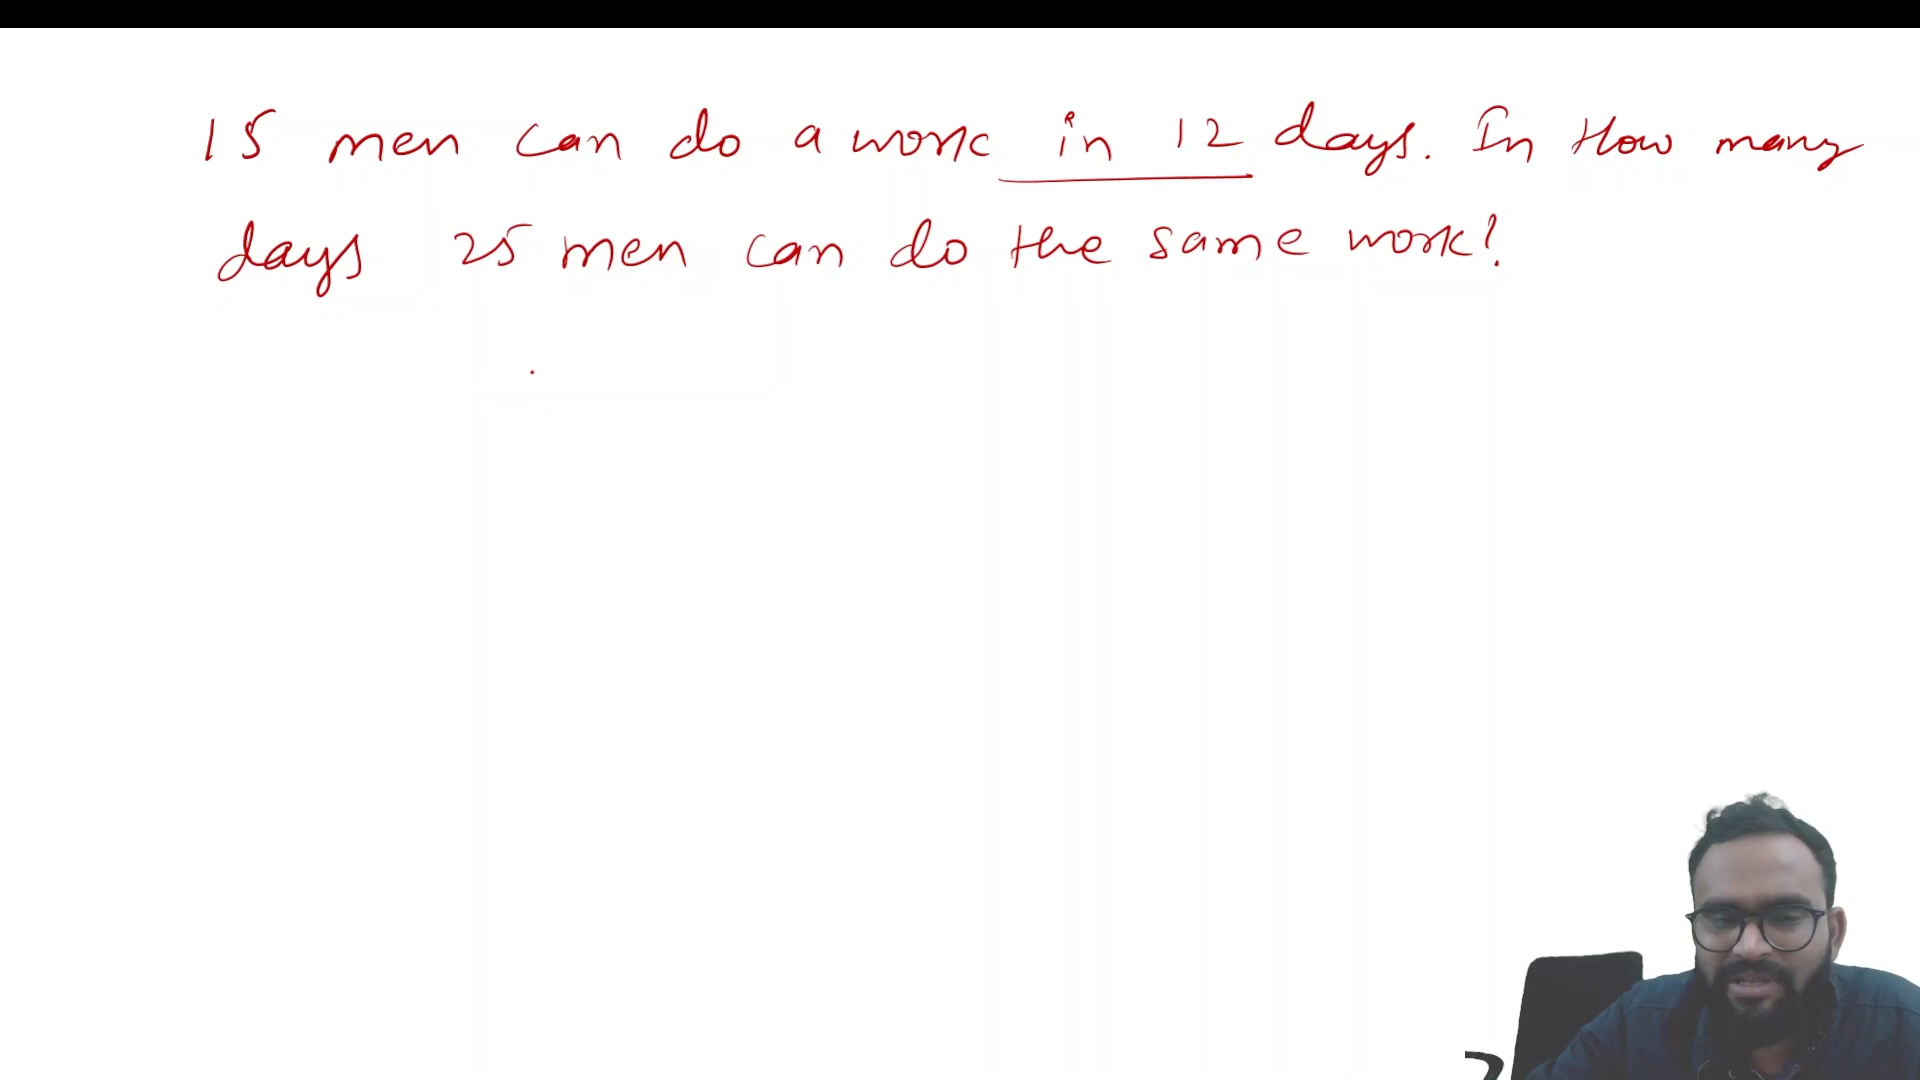 15 men can do a work in 12 days. In How many
days 25 men can do the same work?